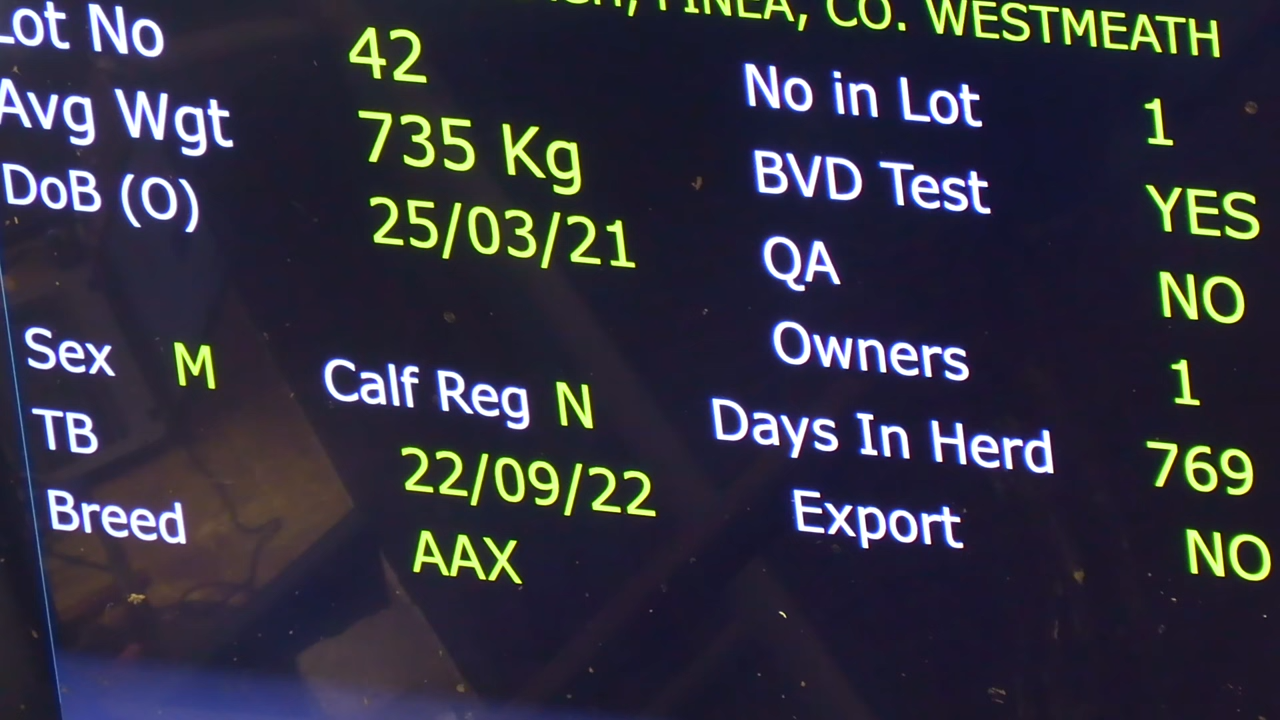 FINEA, CO. WESTMEATH
Lot No 42 No in Lot 1
Avg Wgt 735 Kg BVD Test YES
DoB (O) 25/03/21 QA NO
Owners 1
Sex M Calf Reg N Days In Herd 769
TB 22/09/22 Export NO
Breed AAX